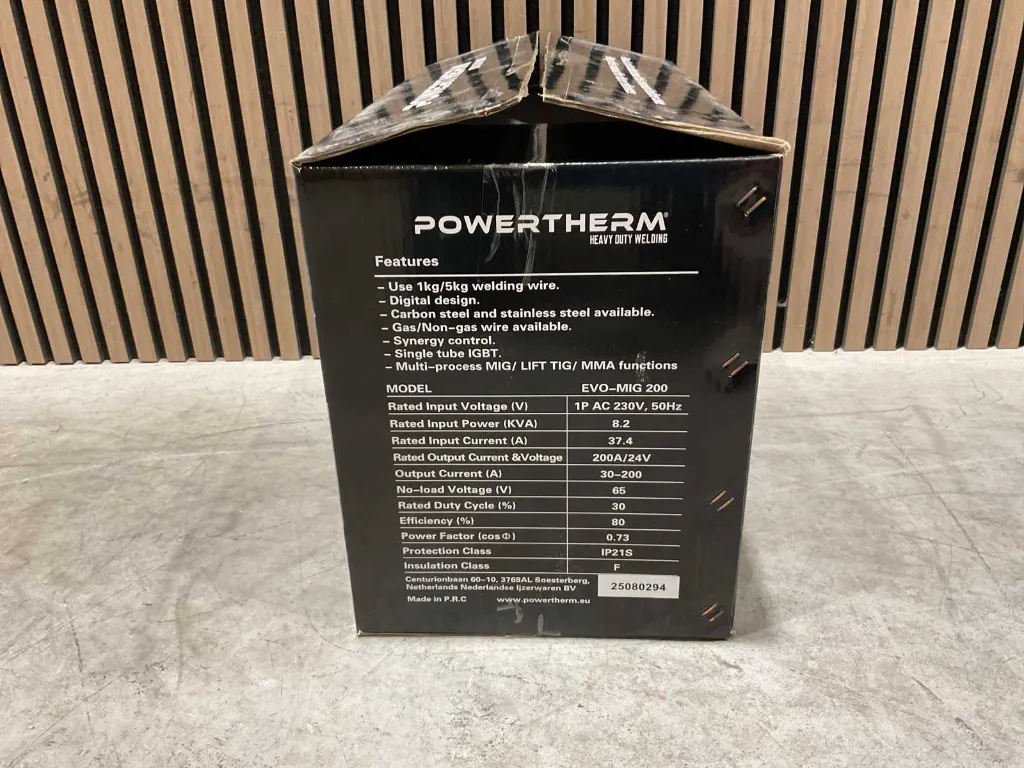 POWERTHERM®
HEAVY DUTY WELDING
Features
– Use 1kg/5kg welding wire.
– Digital design.
– Carbon steel and stainless steel available.
– Gas/Non–gas wire available.
– Synergy control.
– Single tube IGBT.
– Multi–process MIG/ LIFT TIG/ MMA functions
MODEL EVO–MIG 200
Rated Input Voltage (V) 1P AC 230V, 50Hz
Rated Input Power (KVA) 8.2
Rated Input Current (A) 37.4
Rated Output Current &Voltage 200A/24V
Output Current (A) 30–200
No–load Voltage (V) 65
Rated Duty Cycle (%) 30
Efficiency (%) 80
Power Factor (cosΦ) 0.73
Protection Class IP21S
Insulation Class F
Centurionbaan 60–10, 3769AL Soesterberg,
Netherlands Nederlandse Ijzerwaren BV
25080294
Made in P.R.C www.powertherm.eu